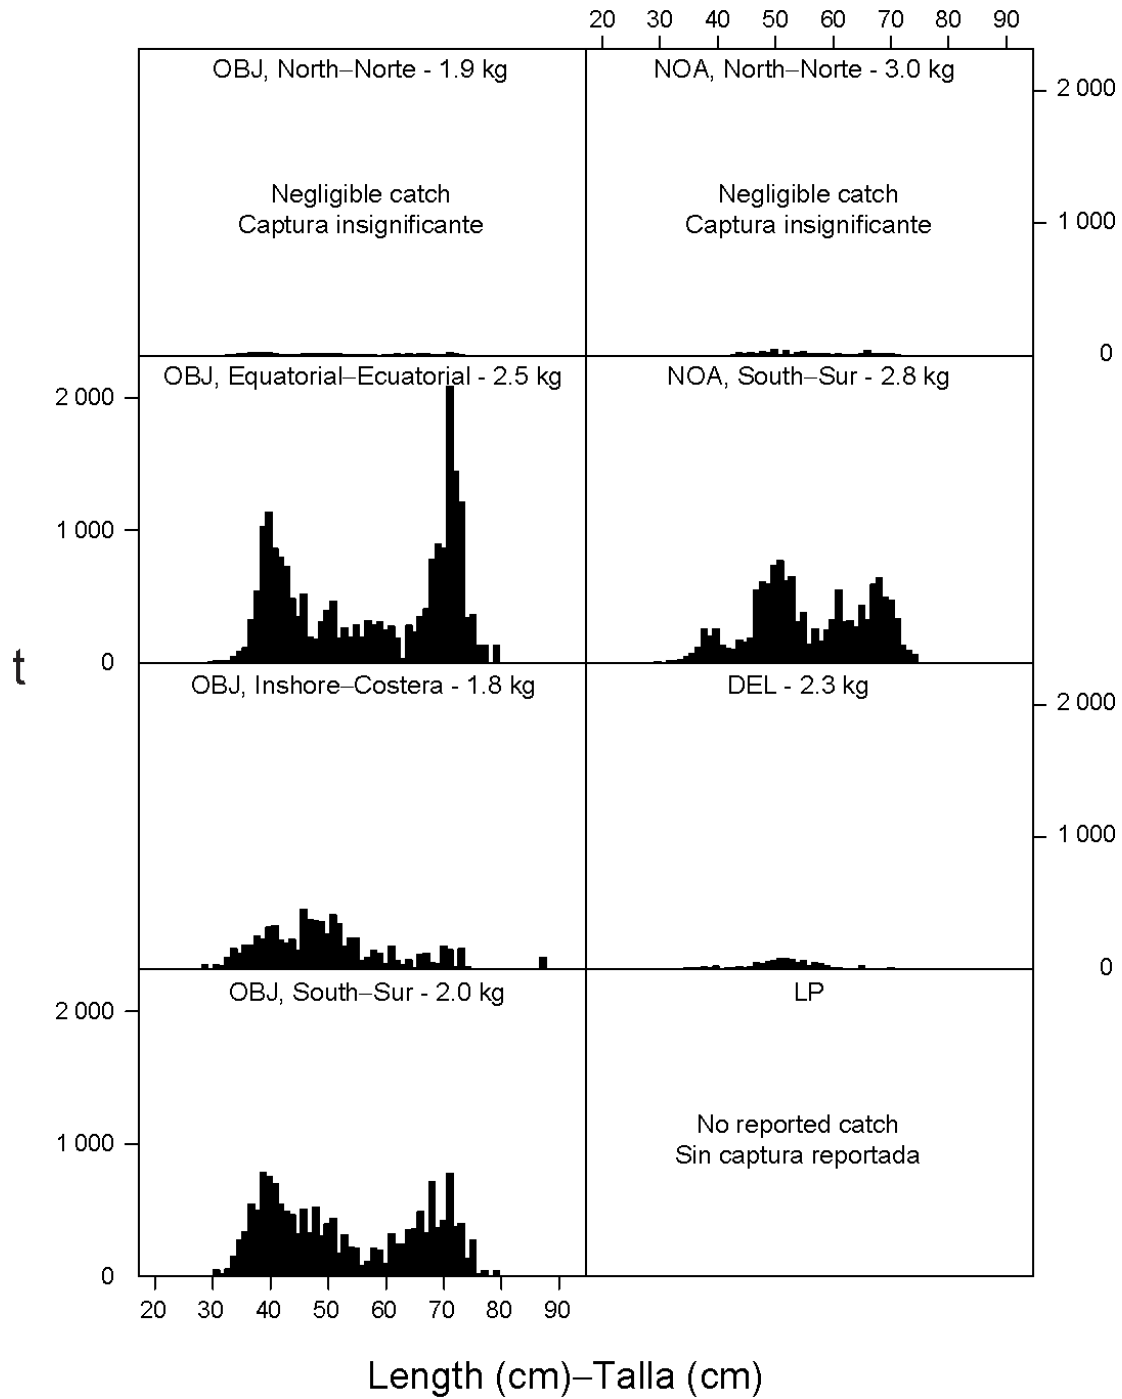 20 30 40 50 60 70 80 90
OBJ, North–Norte - 1.9 kg
Negligible catch
Captura insignificante
NOA, North–Norte - 3.0 kg
Negligible catch
Captura insignificante
2 000
1 000
0
OBJ, Equatorial–Ecuatorial - 2.5 kg
2 000
1 000
0
NOA, South–Sur - 2.8 kg
t
OBJ, Inshore–Costera - 1.8 kg
DEL - 2.3 kg
2 000
1 000
0
OBJ, South–Sur - 2.0 kg
2 000
1 000
0
LP
No reported catch
Sin captura reportada
20 30 40 50 60 70 80 90
Length (cm)–Talla (cm)